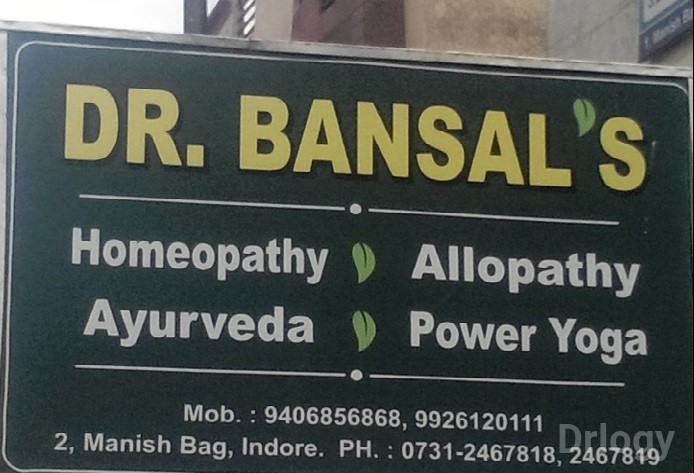 DR. BANSAL'S
Homeopathy Allopathy
Ayurveda Power Yoga
Mob. : 9406856868, 9926120111
2, Manish Bag, Indore. PH. : 0731-2467818, 2467819
Drlogy